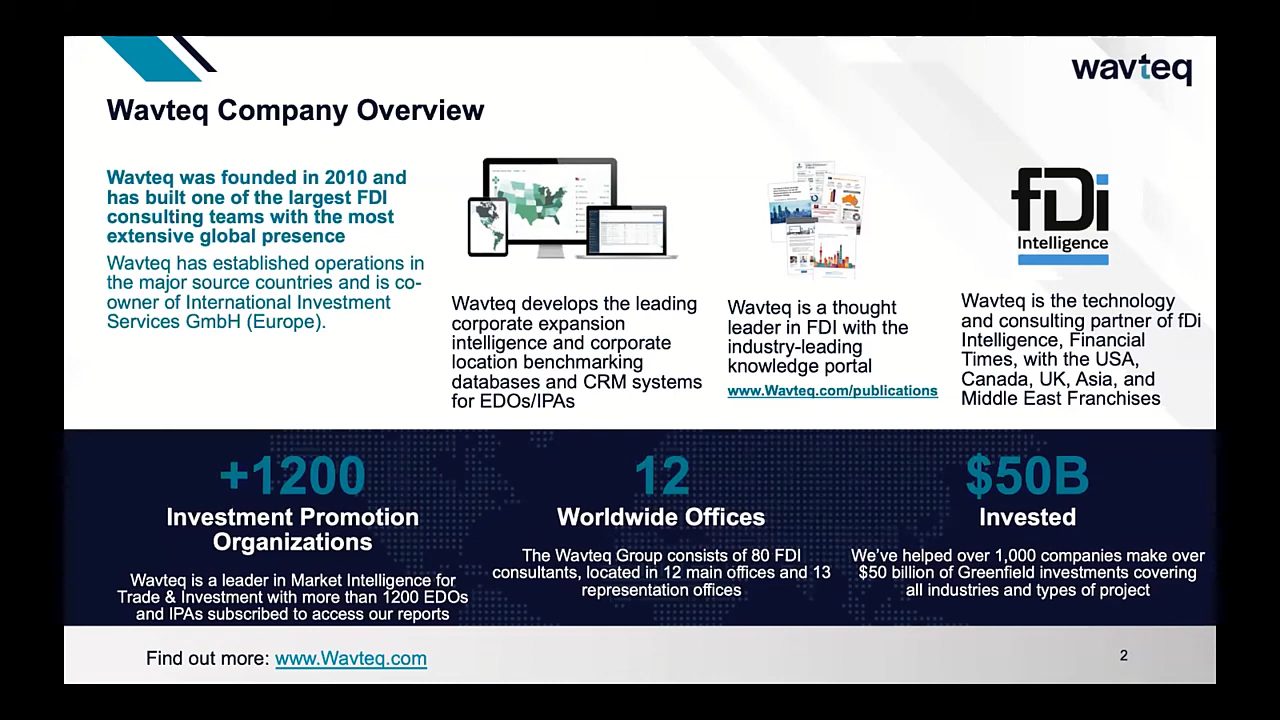 wavteq
Wavteq Company Overview
Wavteq was founded in 2010 and
has built one of the largest FDI
consulting teams with the most
extensive global presence
Wavteq has established operations in
the major source countries and is co-
owner of International Investment
Services GmbH (Europe).
Wavteq develops the leading
corporate expansion
intelligence and corporate
location benchmarking
databases and CRM systems
for EDOs/IPAs
Wavteq is a thought
leader in FDI with the
industry-leading
knowledge portal
www.Wavteq.com/publications
fDi
Intelligence
Wavteq is the technology
and consulting partner of fDi
Intelligence, Financial
Times, with the USA,
Canada, UK, Asia, and
Middle East Franchises
+1200
Investment Promotion
Organizations
Wavteq is a leader in Market Intelligence for
Trade & Investment with more than 1200 EDOs
and IPAs subscribed to access our reports
12
Worldwide Offices
The Wavteq Group consists of 80 FDI
consultants, located in 12 main offices and 13
representation offices
$50B
Invested
We've helped over 1,000 companies make over
$50 billion of Greenfield investments covering
all industries and types of project
Find out more: www.Wavteq.com
2